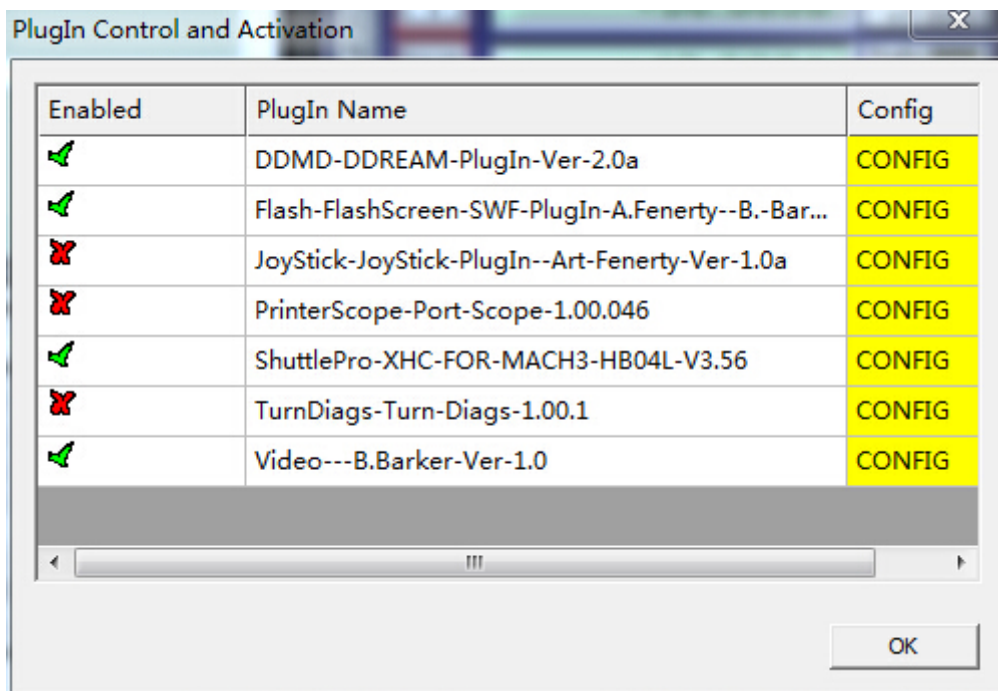 PlugIn Control and Activation
Enabled PlugIn Name Config
DDMD-DDREAM-PlugIn-Ver-2.0a CONFIG
Flash-FlashScreen-SWF-PlugIn-A.Fenerty--B.-Bar... CONFIG
JoyStick-JoyStick-PlugIn--Art-Fenerty-Ver-1.0a CONFIG
PrinterScope-Port-Scope-1.00.046 CONFIG
ShuttlePro-XHC-FOR-MACH3-HB04L-V3.56 CONFIG
TurnDiags-Turn-Diags-1.00.1 CONFIG
Video---B.Barker-Ver-1.0 CONFIG
OK